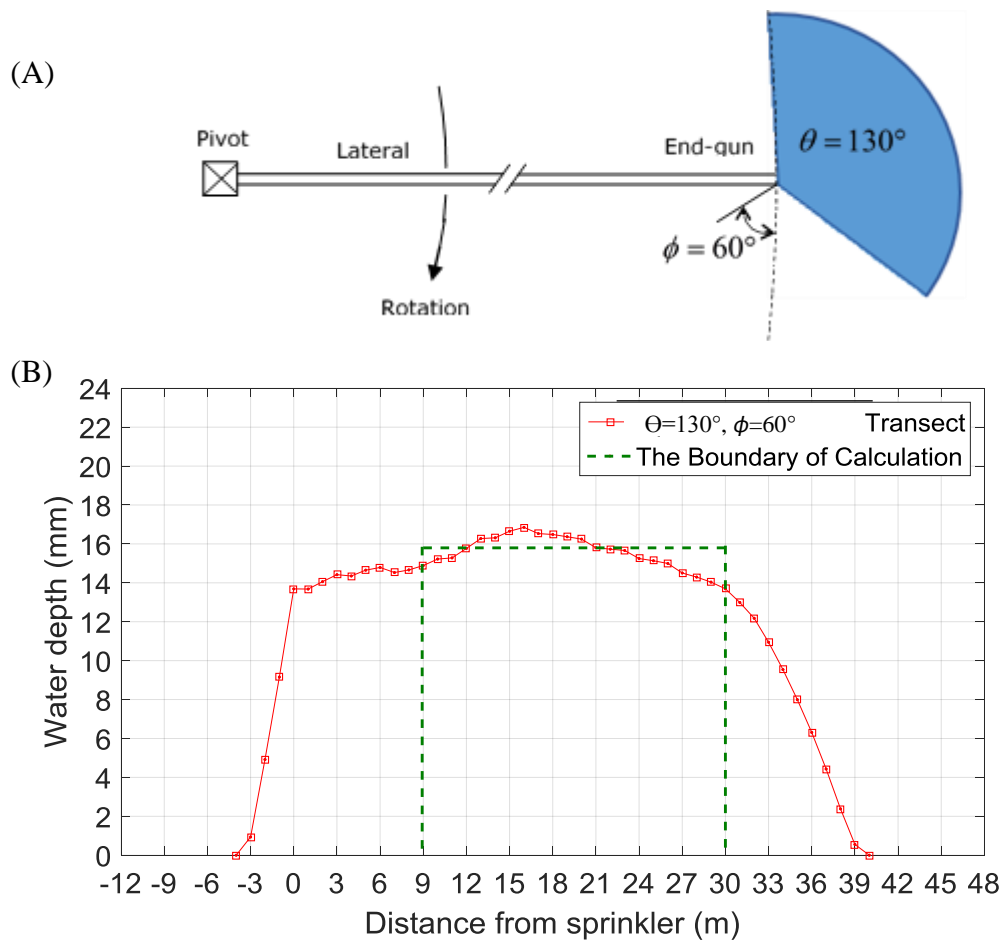 (A)
Pivot
Lateral
End-gun
θ = 130°
ϕ = 60°
Rotation
(B)
24
22
20
18
16
14
12
10
8
6
4
2
0
Water depth (mm)
Θ=130°, ϕ=60° Transect
The Boundary of Calculation
-12 -9 -6 -3 0 3 6 9 12 15 18 21 24 27 30 33 36 39 42 45 48
Distance from sprinkler (m)